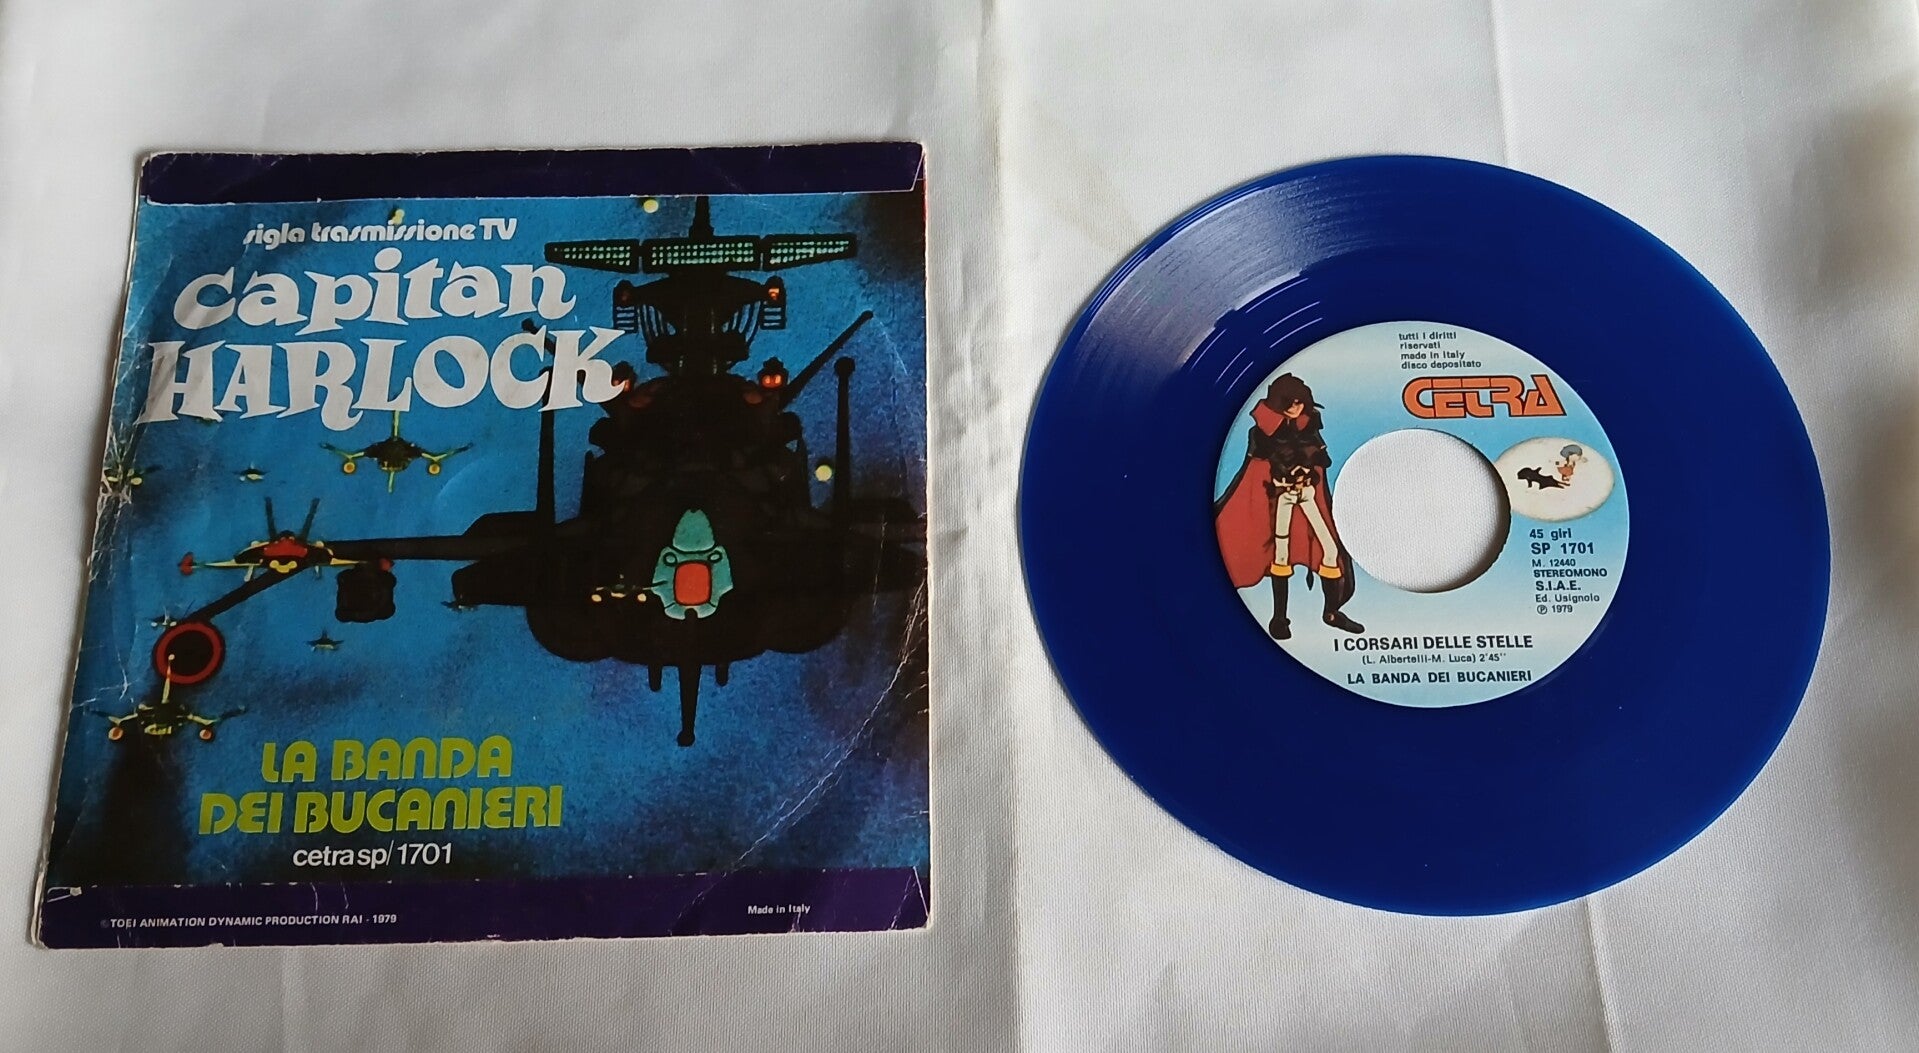 sigla trasmissione TV
capitan
HARLOCK
LA BANDA
DEI BUCANIERI
cetra sp/1701
© TOEI ANIMATION DYNAMIC PRODUCTION RAI - 1979
Made in Italy
tutti i diritti
riservati
made in Italy
disco depositato
CETRA
45 giri
SP 1701
M. 12440
STEREOMONO
S.I.A.E.
Ed. Usignolo
℗ 1979
I CORSARI DELLE STELLE
(L. Albertelli-M. Luca) 2'45''
LA BANDA DEI BUCANIERI